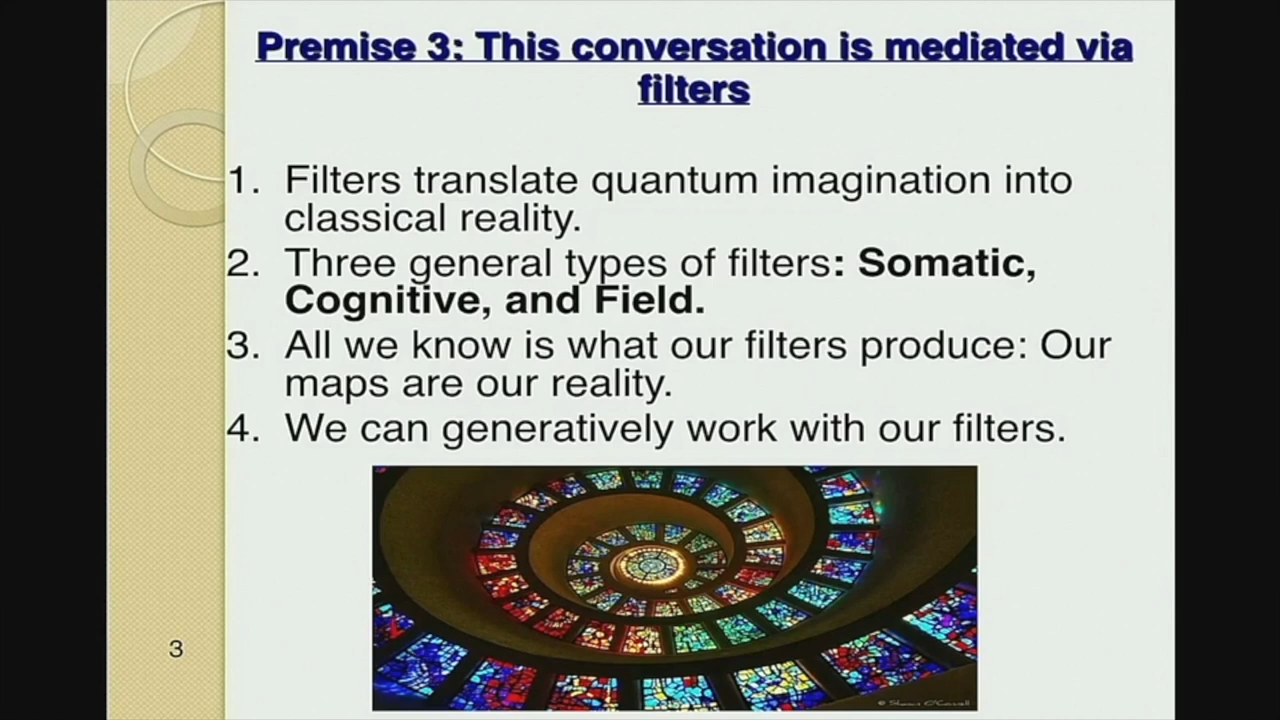 Premise 3: This conversation is mediated via
filters
1. Filters translate quantum imagination into
classical reality.
2. Three general types of filters: Somatic,
Cognitive, and Field.
3. All we know is what our filters produce: Our
maps are our reality.
4. We can generatively work with our filters.
3